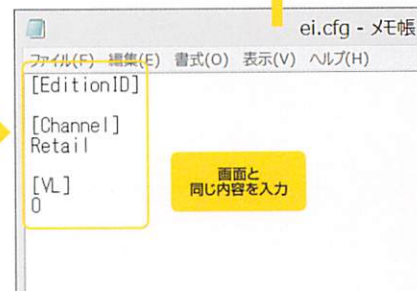 ei.cfg - メモ帳
ファイル(F) 編集(E) 書式(O) 表示(V) ヘルプ(H)
[EditionID]
[Channel]
Retail
[VL]
0
画面と
同じ内容を入力